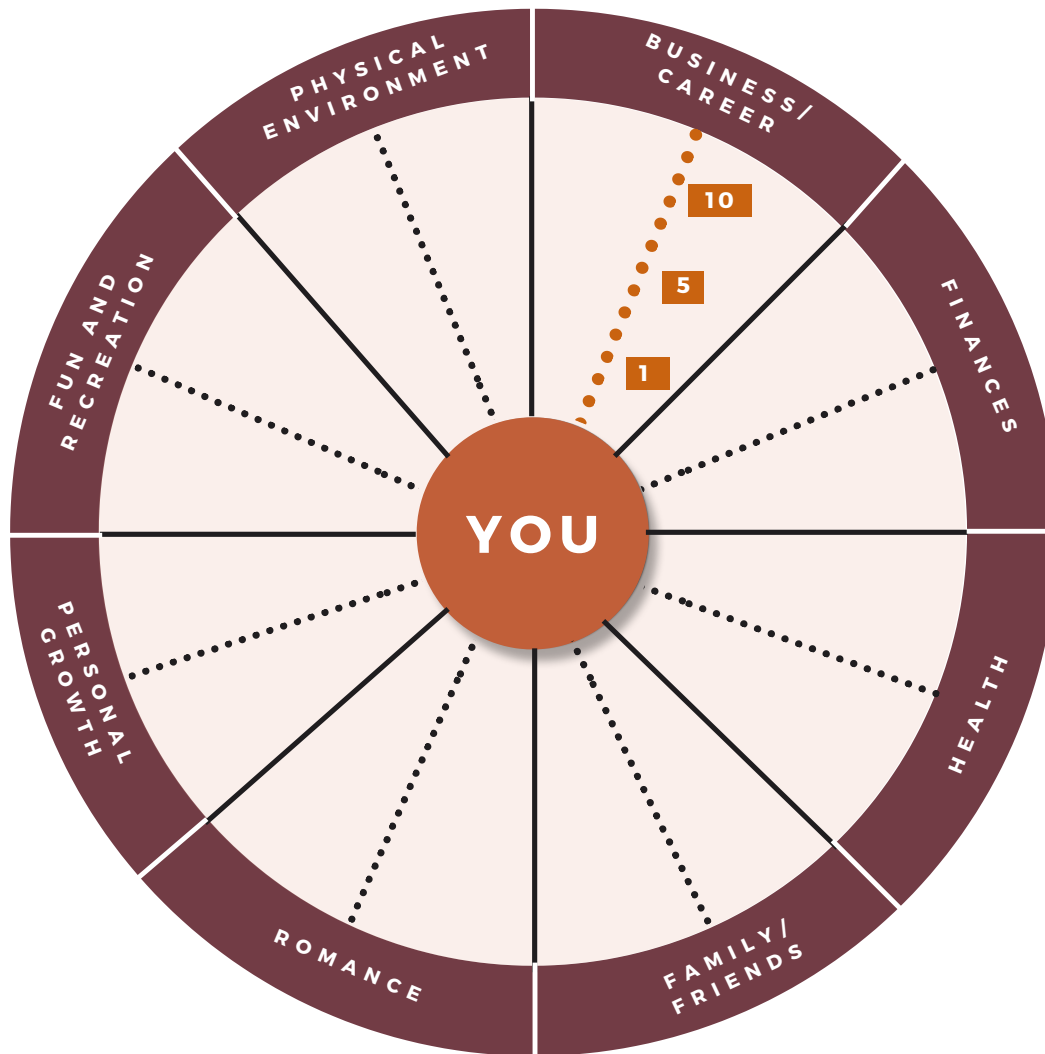 PHYSICAL
ENVIRONMENT
BUSINESS/
CAREER
10
5
1
FINANCES
FUN AND
RECREATION
YOU
PERSONAL
GROWTH
HEALTH
ROMANCE
FAMILY/
FRIENDS